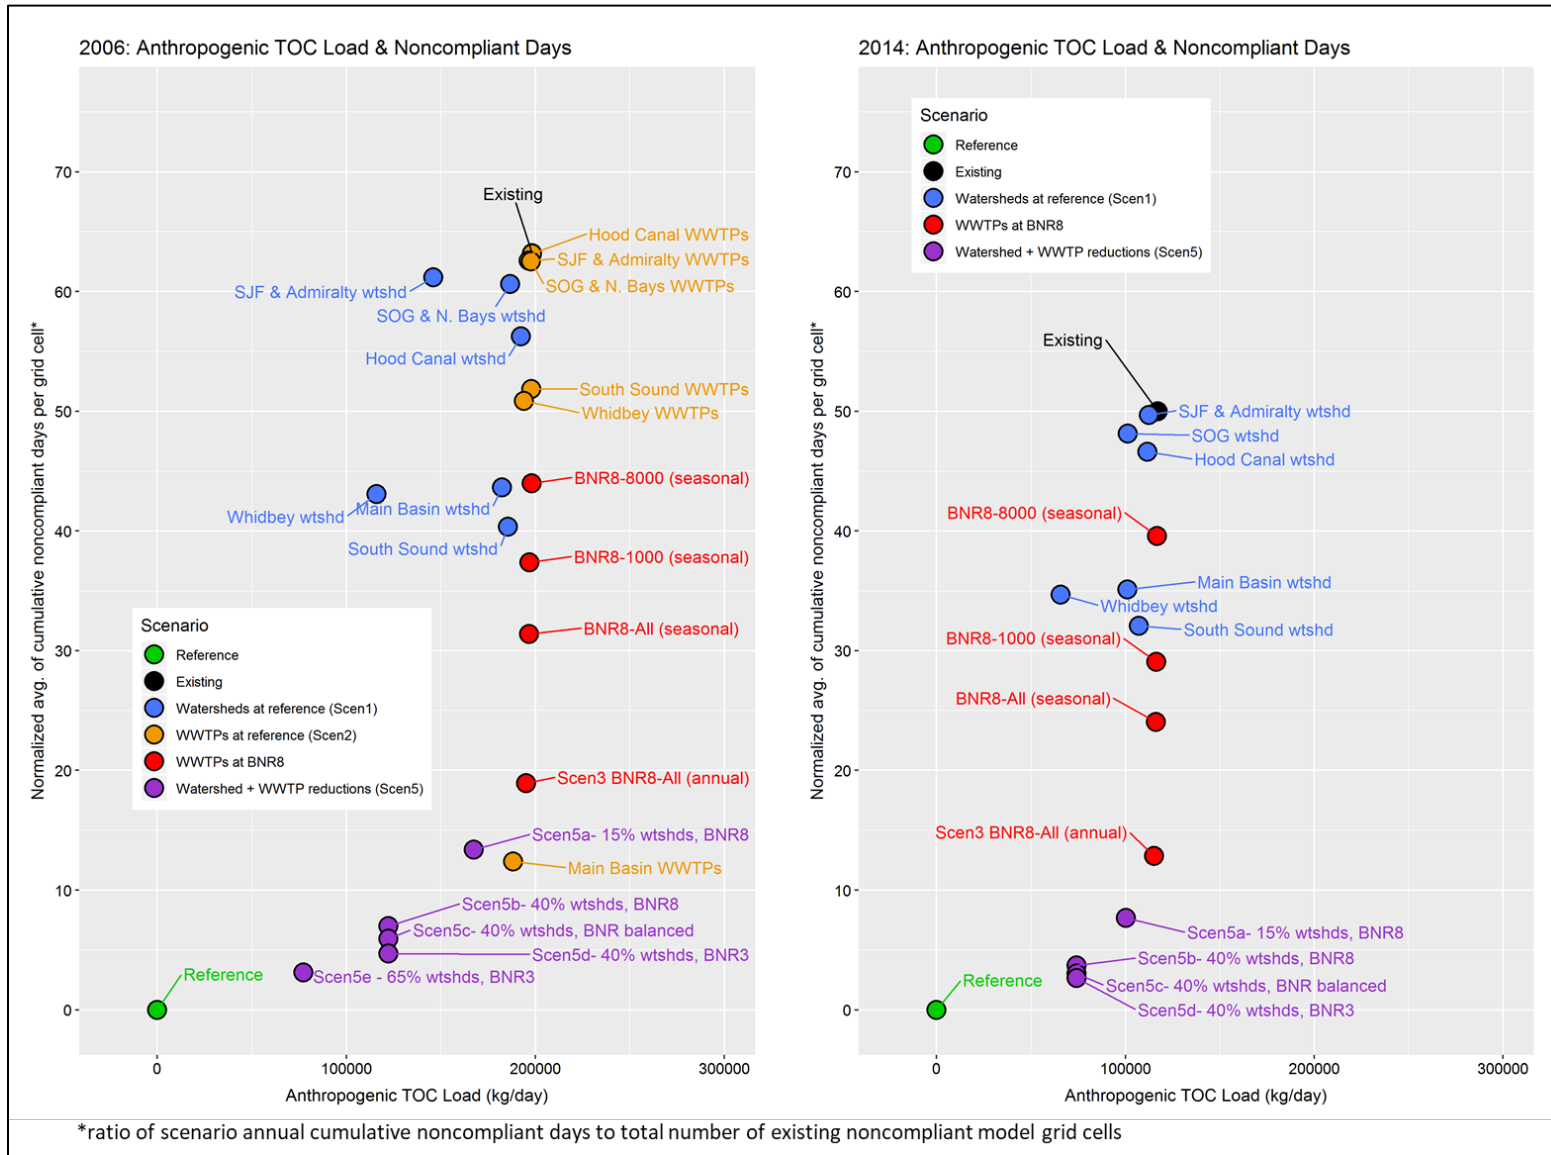 2006: Anthropogenic TOC Load & Noncompliant Days
Normalized avg. of cumulative noncompliant days per grid cell*
70
60
50
40
30
20
10
0
Existing
Hood Canal WWTPs
SJF & Admiralty WWTPs
SOG & N. Bays WWTPs
SJF & Admiralty wtshd
SOG & N. Bays wtshd
Hood Canal wtshd
South Sound WWTPs
Whidbey WWTPs
BNR8-8000 (seasonal)
Whidbey wtshd
Main Basin wtshd
South Sound wtshd
BNR8-1000 (seasonal)
BNR8-All (seasonal)
Scenario
Reference
Existing
Watersheds at reference (Scen1)
WWTPs at reference (Scen2)
WWTPs at BNR8
Watershed + WWTP reductions (Scen5)
Scen3 BNR8-All (annual)
Scen5a- 15% wtshds, BNR8
Main Basin WWTPs
Scen5b- 40% wtshds, BNR8
Scen5c- 40% wtshds, BNR balanced
Scen5d- 40% wtshds, BNR3
Scen5e - 65% wtshds, BNR3
Reference
0
100000
200000
300000
Anthropogenic TOC Load (kg/day)
2014: Anthropogenic TOC Load & Noncompliant Days
Normalized avg. of cumulative noncompliant days per grid cell*
70
60
50
40
30
20
10
0
Scenario
Reference
Existing
Watersheds at reference (Scen1)
WWTPs at BNR8
Watershed + WWTP reductions (Scen5)
Existing
SJF & Admiralty wtshd
SOG wtshd
Hood Canal wtshd
BNR8-8000 (seasonal)
Main Basin wtshd
Whidbey wtshd
South Sound wtshd
BNR8-1000 (seasonal)
BNR8-All (seasonal)
Scen3 BNR8-All (annual)
Scen5a- 15% wtshds, BNR8
Scen5b- 40% wtshds, BNR8
Scen5c- 40% wtshds, BNR balanced
Scen5d- 40% wtshds, BNR3
Reference
0
100000
200000
300000
Anthropogenic TOC Load (kg/day)
*ratio of scenario annual cumulative noncompliant days to total number of existing noncompliant model grid cells